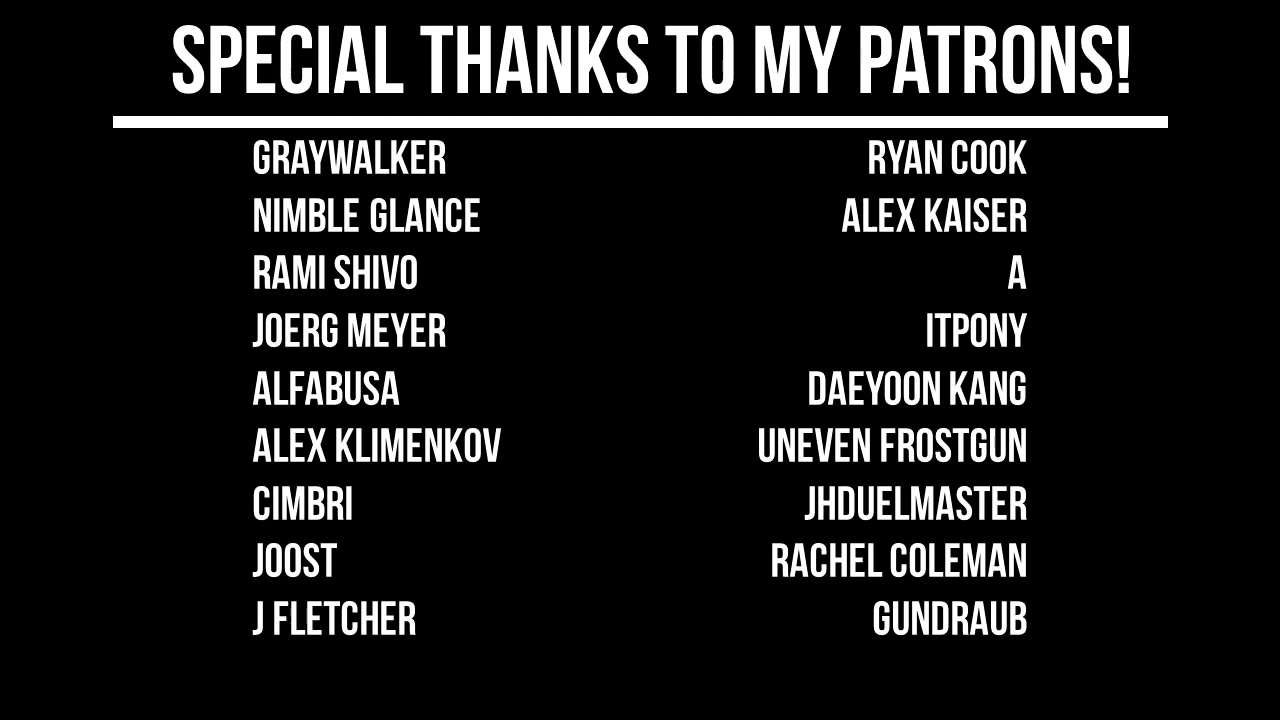 SPECIAL THANKS TO MY PATRONS!
GRAYWALKER
NIMBLE GLANCE
RAMI SHIVO
JOERG MEYER
ALFABUSA
ALEX KLIMENKOV
CIMBRI
JOOST
J FLETCHER
RYAN COOK
ALEX KAISER
A
ITPONY
DAEYOON KANG
UNEVEN FROSTGUN
JHDUELMASTER
RACHEL COLEMAN
GUNDRAUB